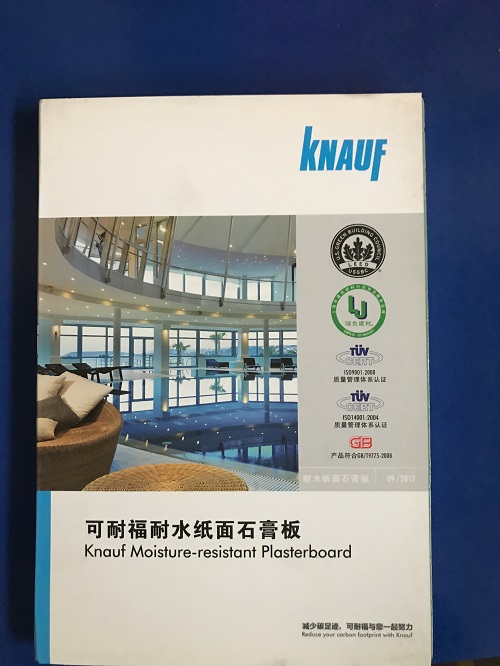 KNAUF
U.S. GREEN BUILDING COUNCIL
LEED
USGBC
LJ
绿色建材
TÜV
CERT
ISO9001:2008
质量管理体系认证
TÜV
CERT
ISO14001:2004
质量管理体系认证
GB
产品符合GB/T9775-2008
耐水纸面石膏板 09 /2012
可耐福耐水纸面石膏板
Knauf Moisture-resistant Plasterboard
减少碳足迹，可耐福与您一起努力
Reduce your carbon footprint with Knauf